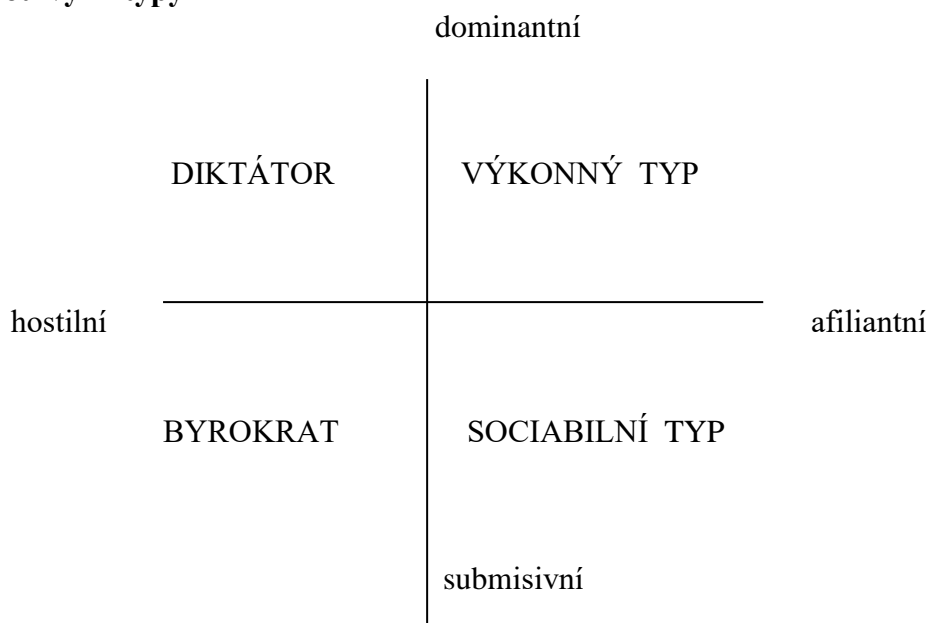 dominantní
DIKTÁTOR VÝKONNÝ TYP
hostilní afiliantní
BYROKRAT SOCIABILNÍ TYP
submisivní